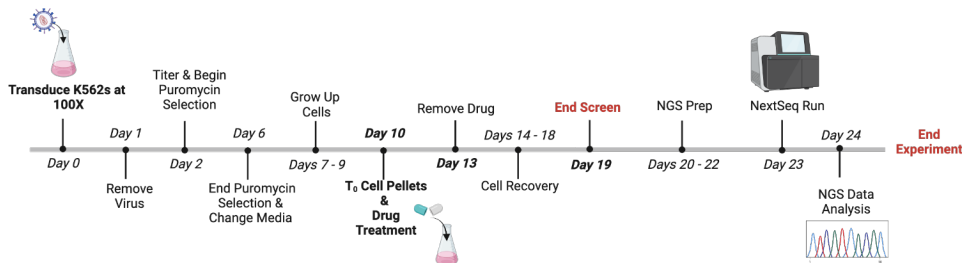 Transduce K562s at
100X
Day 0
Day 1
Remove
Virus
Titer & Begin
Puromycin
Selection
Day 2
Day 6
End Puromycin
Selection &
Change Media
Grow Up
Cells
Days 7 - 9
Day 10
T₀ Cell Pellets
&
Drug
Treatment
Remove Drug
Day 13
Days 14 - 18
Cell Recovery
End Screen
Day 19
NGS Prep
Days 20 - 22
NextSeq Run
Day 23
Day 24
NGS Data
Analysis
End
Experiment